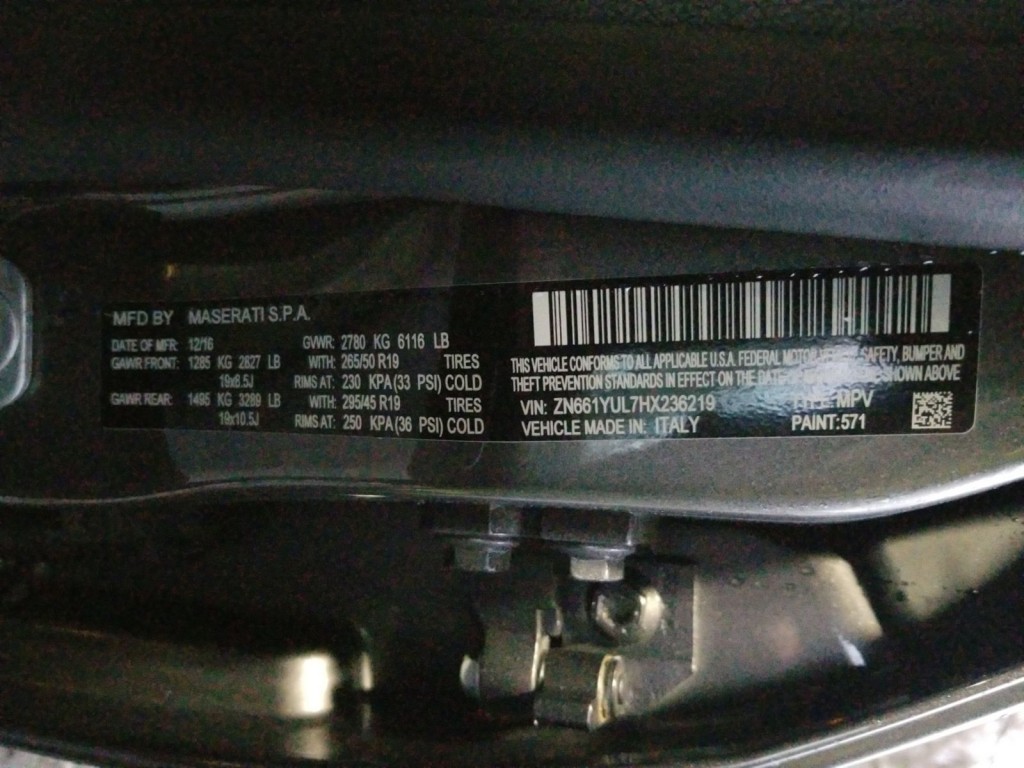 MFD BY MASERATI S.P.A.
DATE OF MFR: 12/16 GVWR: 2780 KG 6116 LB
GAWR FRONT: 1285 KG 2827 LB WITH: 265/50 R19 TIRES
19x8.5J RIMS AT: 230 KPA (33 PSI) COLD
GAWR REAR: 1495 KG 3289 LB WITH: 295/45 R19 TIRES
19x10.5J RIMS AT: 250 KPA (36 PSI) COLD
THIS VEHICLE CONFORMS TO ALL APPLICABLE U.S.A. FEDERAL MOTOR VEHICLE SAFETY, BUMPER AND
THEFT PREVENTION STANDARDS IN EFFECT ON THE DATE OF MANUFACTURE SHOWN ABOVE
VIN: ZN661YUL7HX236219 MPV
VEHICLE MADE IN: ITALY PAINT:571